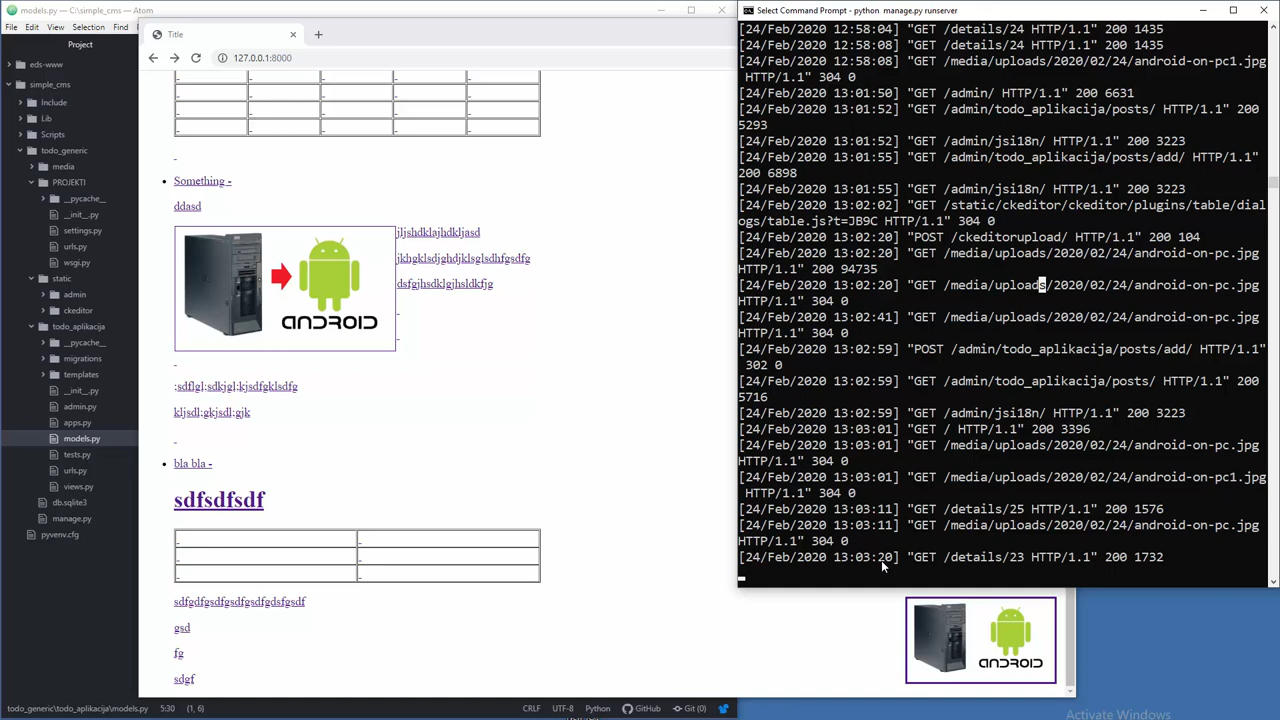 models.py — C:\simple_cms — Atom
File Edit View Selection Find
Project
eds-www
simple_cms
Include
Lib
Scripts
todo_generic
media
PROJEKTI
__pycache__
__init__.py
settings.py
urls.py
wsgi.py
static
admin
ckeditor
todo_aplikacija
__pycache__
migrations
templates
__init__.py
admin.py
apps.py
models.py
tests.py
urls.py
views.py
db.sqlite3
manage.py
pyvenv.cfg
Title
127.0.0.1:8000
Something -
ddasd
ANDROID
jljshdklajhdkljasd
jkhgklsdjghdjklsglsdhfgsdfg
dsfgjhsdklgjhsldkfjg
;sdflgl;sdkjgl;kjsdfgklsdfg
kljsdl;gkjsdl;gjk
bla bla -
sdfsdfsdf
sdfgdfgsdfgsdfgsdfgdsfgsdf
gsd
fg
sdgf
ANDROID
Select Command Prompt - python manage.py runserver
[24/Feb/2020 12:58:04] "GET /details/24 HTTP/1.1" 200 1435
[24/Feb/2020 12:58:08] "GET /details/24 HTTP/1.1" 200 1435
[24/Feb/2020 12:58:08] "GET /media/uploads/2020/02/24/android-on-pc1.jpg
HTTP/1.1" 304 0
[24/Feb/2020 13:01:50] "GET /admin/ HTTP/1.1" 200 6631
[24/Feb/2020 13:01:52] "GET /admin/todo_aplikacija/posts/ HTTP/1.1" 200
5293
[24/Feb/2020 13:01:52] "GET /admin/jsi18n/ HTTP/1.1" 200 3223
[24/Feb/2020 13:01:55] "GET /admin/todo_aplikacija/posts/add/ HTTP/1.1"
200 6898
[24/Feb/2020 13:01:55] "GET /admin/jsi18n/ HTTP/1.1" 200 3223
[24/Feb/2020 13:02:02] "GET /static/ckeditor/ckeditor/plugins/table/dial
ogs/table.js?t=JB9C HTTP/1.1" 304 0
[24/Feb/2020 13:02:20] "POST /ckeditorupload/ HTTP/1.1" 200 104
[24/Feb/2020 13:02:20] "GET /media/uploads/2020/02/24/android-on-pc.jpg
HTTP/1.1" 200 94735
[24/Feb/2020 13:02:20] "GET /media/uploads/2020/02/24/android-on-pc.jpg
HTTP/1.1" 304 0
[24/Feb/2020 13:02:41] "GET /media/uploads/2020/02/24/android-on-pc.jpg
HTTP/1.1" 304 0
[24/Feb/2020 13:02:59] "POST /admin/todo_aplikacija/posts/add/ HTTP/1.1"
302 0
[24/Feb/2020 13:02:59] "GET /admin/todo_aplikacija/posts/ HTTP/1.1" 200
5716
[24/Feb/2020 13:02:59] "GET /admin/jsi18n/ HTTP/1.1" 200 3223
[24/Feb/2020 13:03:01] "GET / HTTP/1.1" 200 3396
[24/Feb/2020 13:03:01] "GET /media/uploads/2020/02/24/android-on-pc.jpg
HTTP/1.1" 304 0
[24/Feb/2020 13:03:01] "GET /media/uploads/2020/02/24/android-on-pc1.jpg
HTTP/1.1" 304 0
[24/Feb/2020 13:03:11] "GET /details/25 HTTP/1.1" 200 1576
[24/Feb/2020 13:03:11] "GET /media/uploads/2020/02/24/android-on-pc.jpg
HTTP/1.1" 304 0
[24/Feb/2020 13:03:20] "GET /details/23 HTTP/1.1" 200 1732
todo_generic\todo_aplikacija\models.py 5:30 (1, 6) CRLF UTF-8 Python GitHub Git (0)
Activate Windows